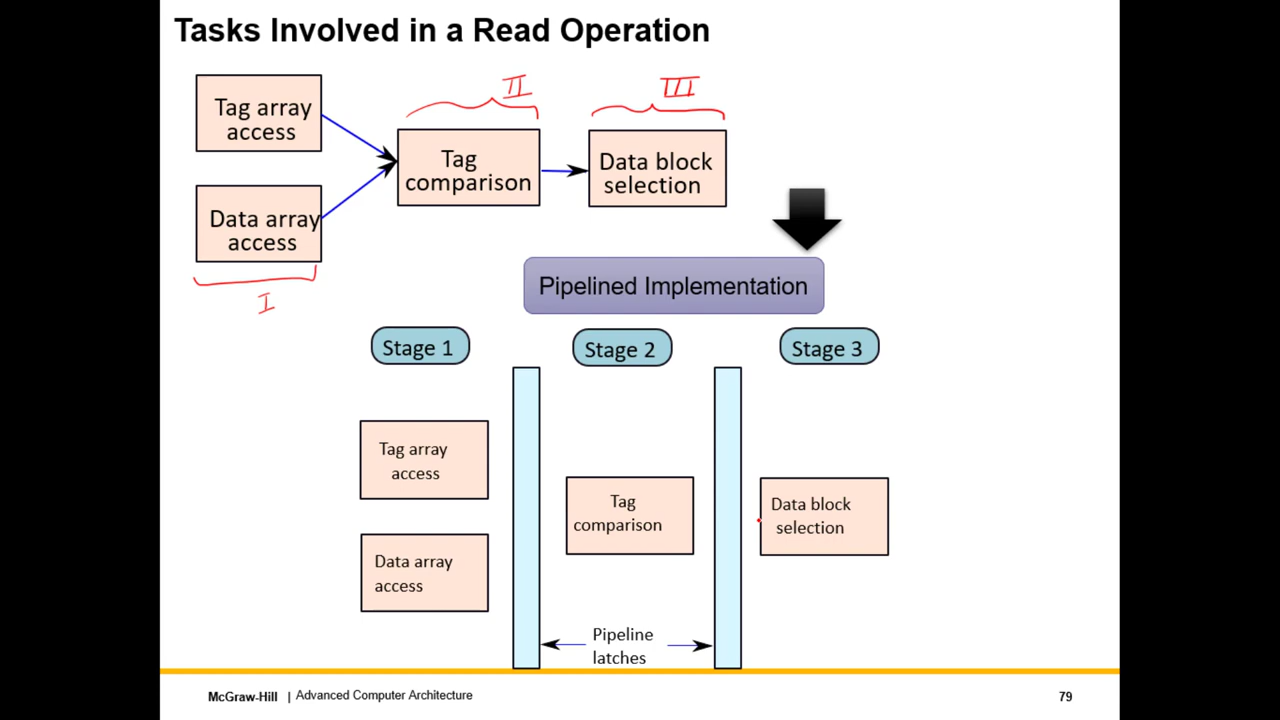 Tasks Involved in a Read Operation
Tag array
access
II
III
Tag
comparison
Data block
selection
Data array
access
I
Pipelined Implementation
Stage 1
Stage 2
Stage 3
Tag array
access
Tag
comparison
Data block
selection
Data array
access
Pipeline
latches
McGraw-Hill | Advanced Computer Architecture
79